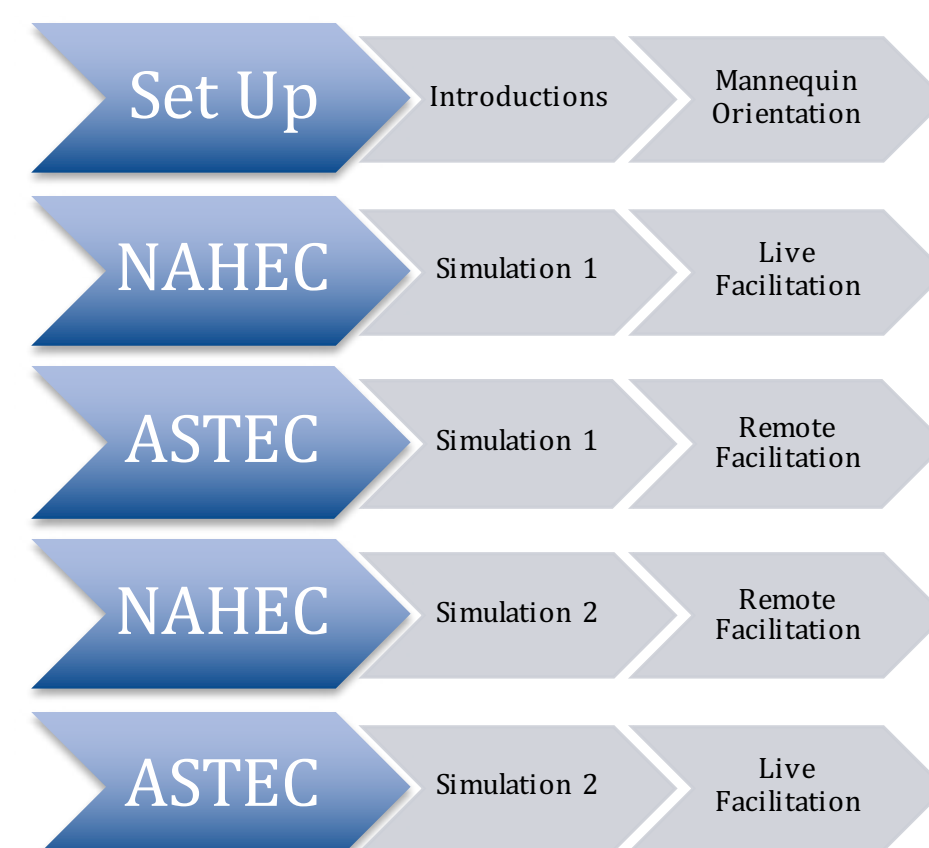 Set Up
Introductions
Mannequin
Orientation
NAHEC
Simulation 1
Live
Facilitation
ASTEC
Simulation 1
Remote
Facilitation
NAHEC
Simulation 2
Remote
Facilitation
ASTEC
Simulation 2
Live
Facilitation